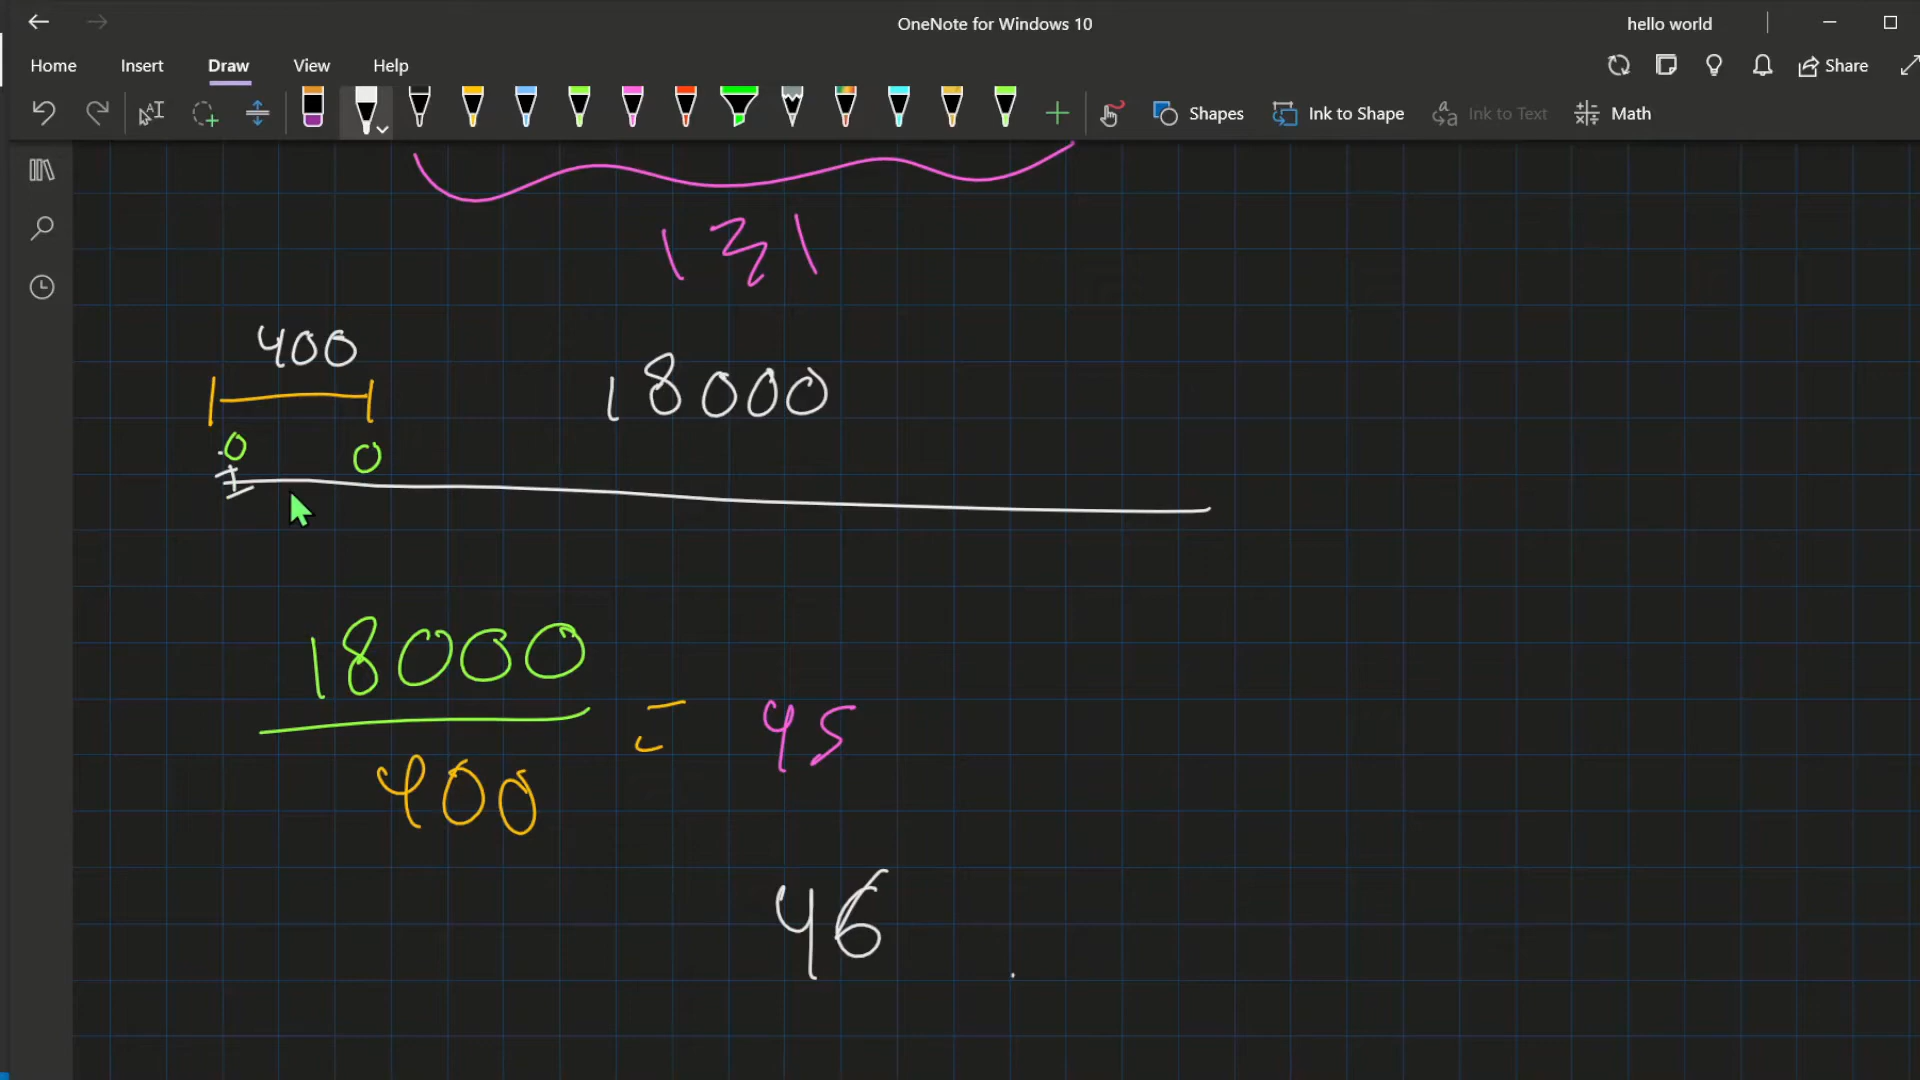 OneNote for Windows 10
hello world
Home Insert Draw View Help
Share
Shapes Ink to Shape Ink to Text Math
131
400
18000
0 0
18000
= 45
400
46